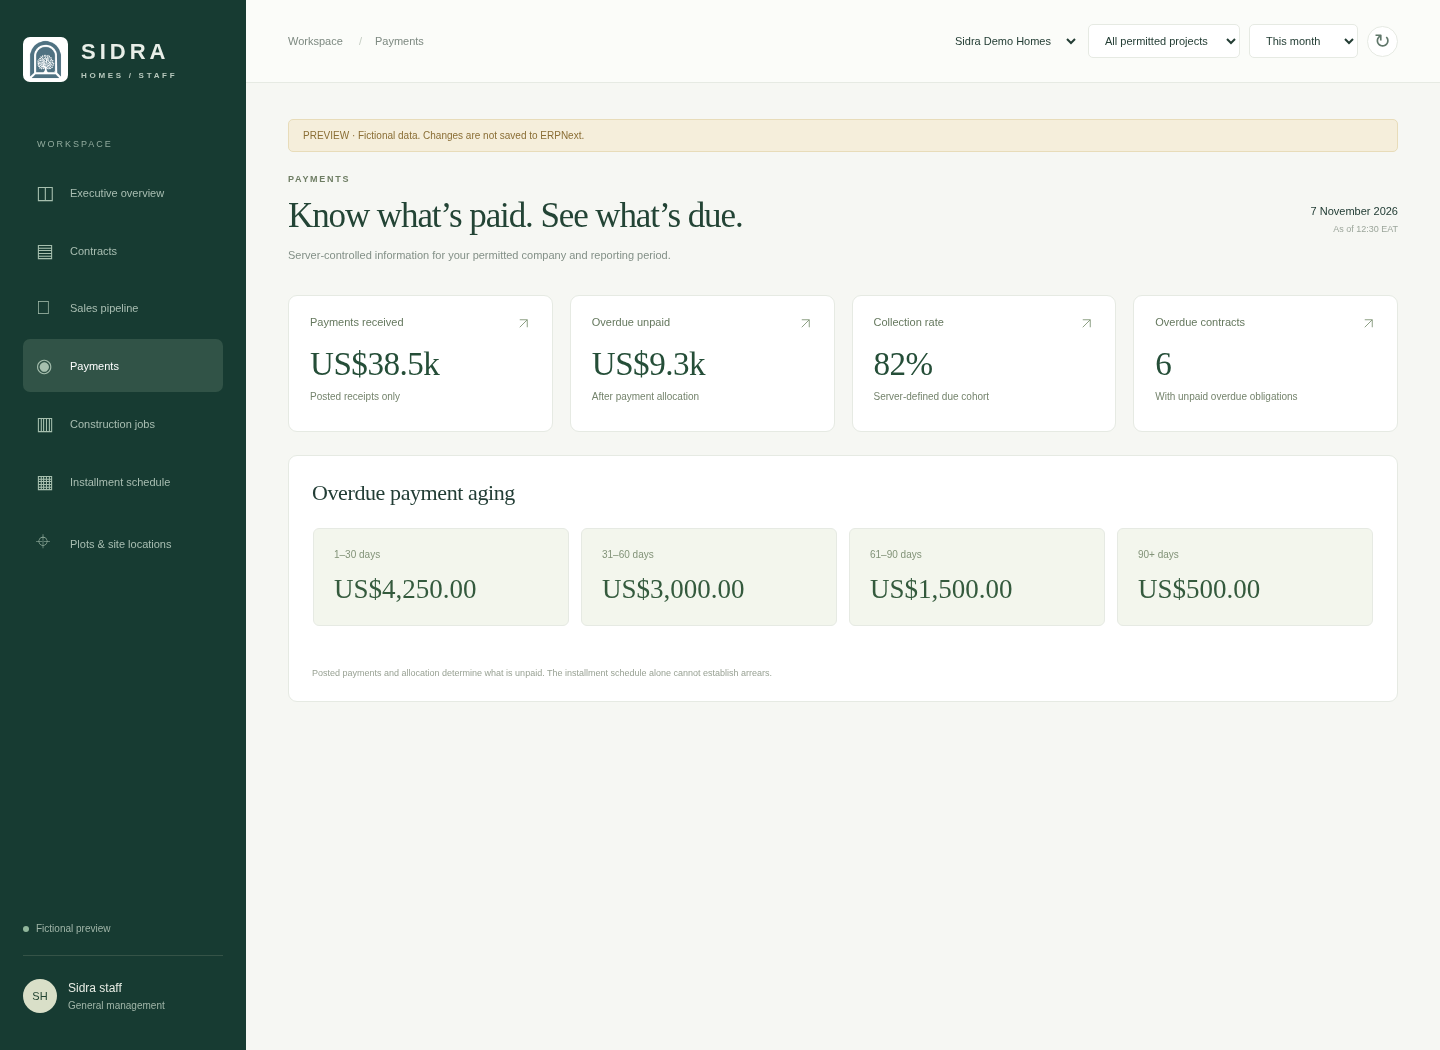 SIDRA
HOMES / STAFF
WORKSPACE
Executive overview
Contracts
Sales pipeline
Payments
Construction jobs
Installment schedule
Plots & site locations
Fictional preview
SH
Sidra staff
General management
Workspace / Payments
Sidra Demo Homes
All permitted projects
This month
PREVIEW · Fictional data. Changes are not saved to ERPNext.
PAYMENTS
Know what’s paid. See what’s due.
7 November 2026
As of 12:30 EAT
Server-controlled information for your permitted company and reporting period.
Payments received
US$38.5k
Posted receipts only
Overdue unpaid
US$9.3k
After payment allocation
Collection rate
82%
Server-defined due cohort
Overdue contracts
6
With unpaid overdue obligations
Overdue payment aging
1–30 days
US$4,250.00
31–60 days
US$3,000.00
61–90 days
US$1,500.00
90+ days
US$500.00
Posted payments and allocation determine what is unpaid. The installment schedule alone cannot establish arrears.